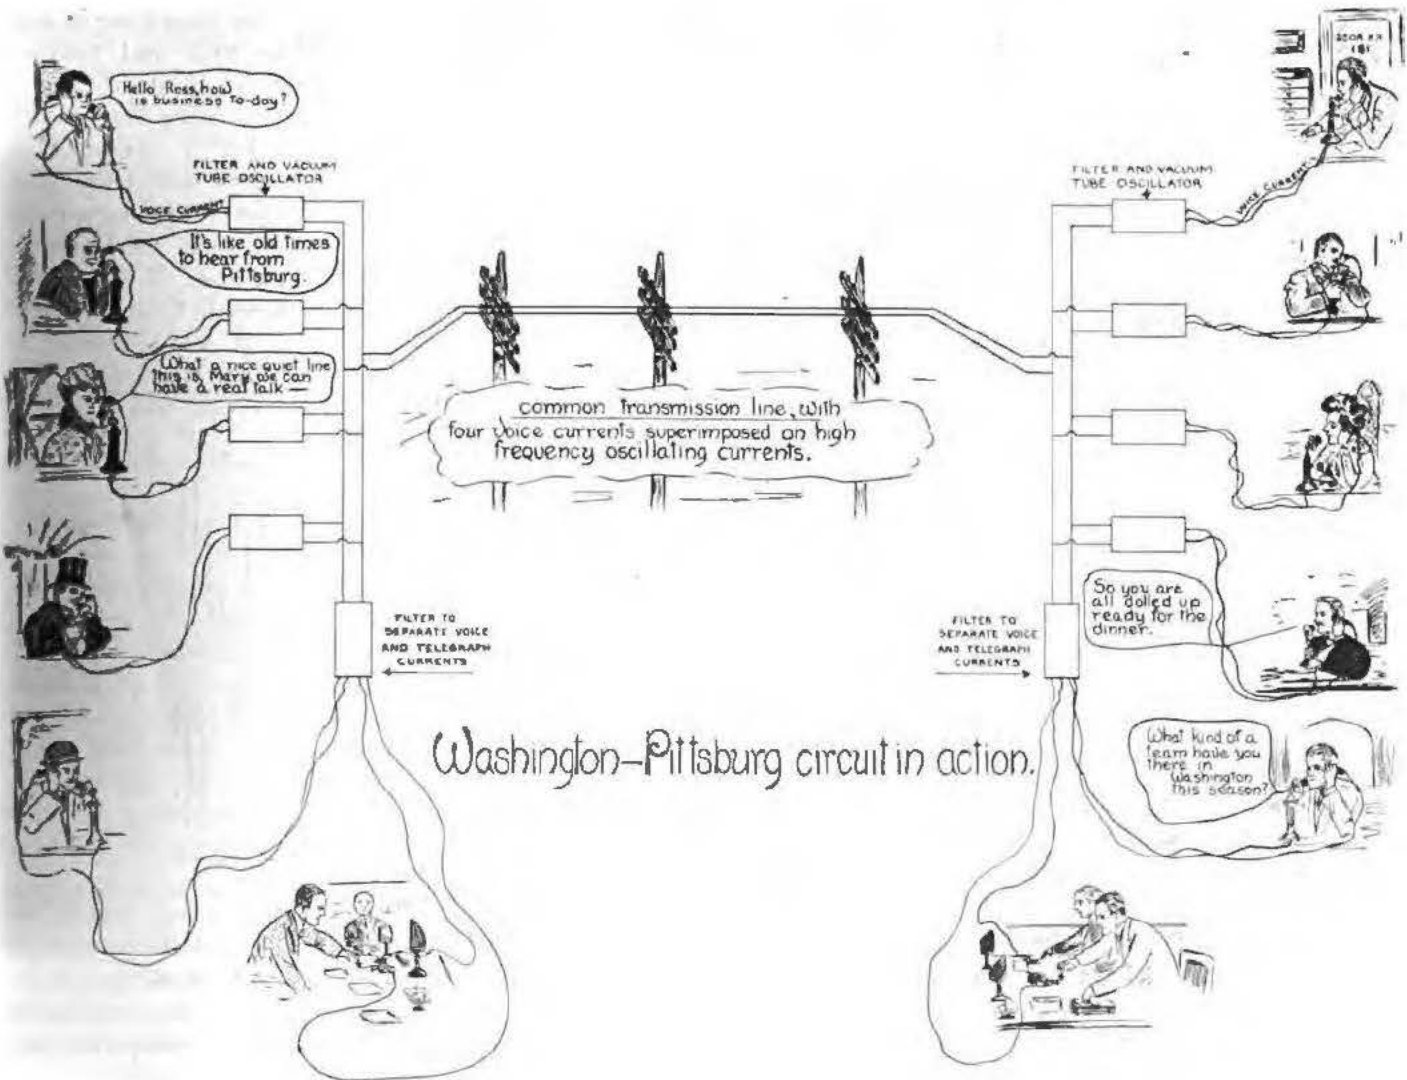 Hello Ross, how
is business to-day?
FILTER AND VACUUM
TUBE OSCILLATOR
VOICE CURRENT
It's like old times
to hear from
Pittsburg.
What a nice quiet line
this is, Mary we can
have a real talk —
common transmission line, with
four voice currents superimposed on high
frequency oscillating currents.
FILTER TO
SEPARATE VOICE
AND TELEGRAPH
CURRENTS
Washington–Pittsburg circuit in action.
FILTER AND VACUUM
TUBE OSCILLATOR
VOICE CURRENTS
So you are
all dolled up
ready for the
dinner.
FILTER TO
SEPARATE VOICE
AND TELEGRAPH
CURRENTS
What kind of a
team have you
there in
Washington
this season?